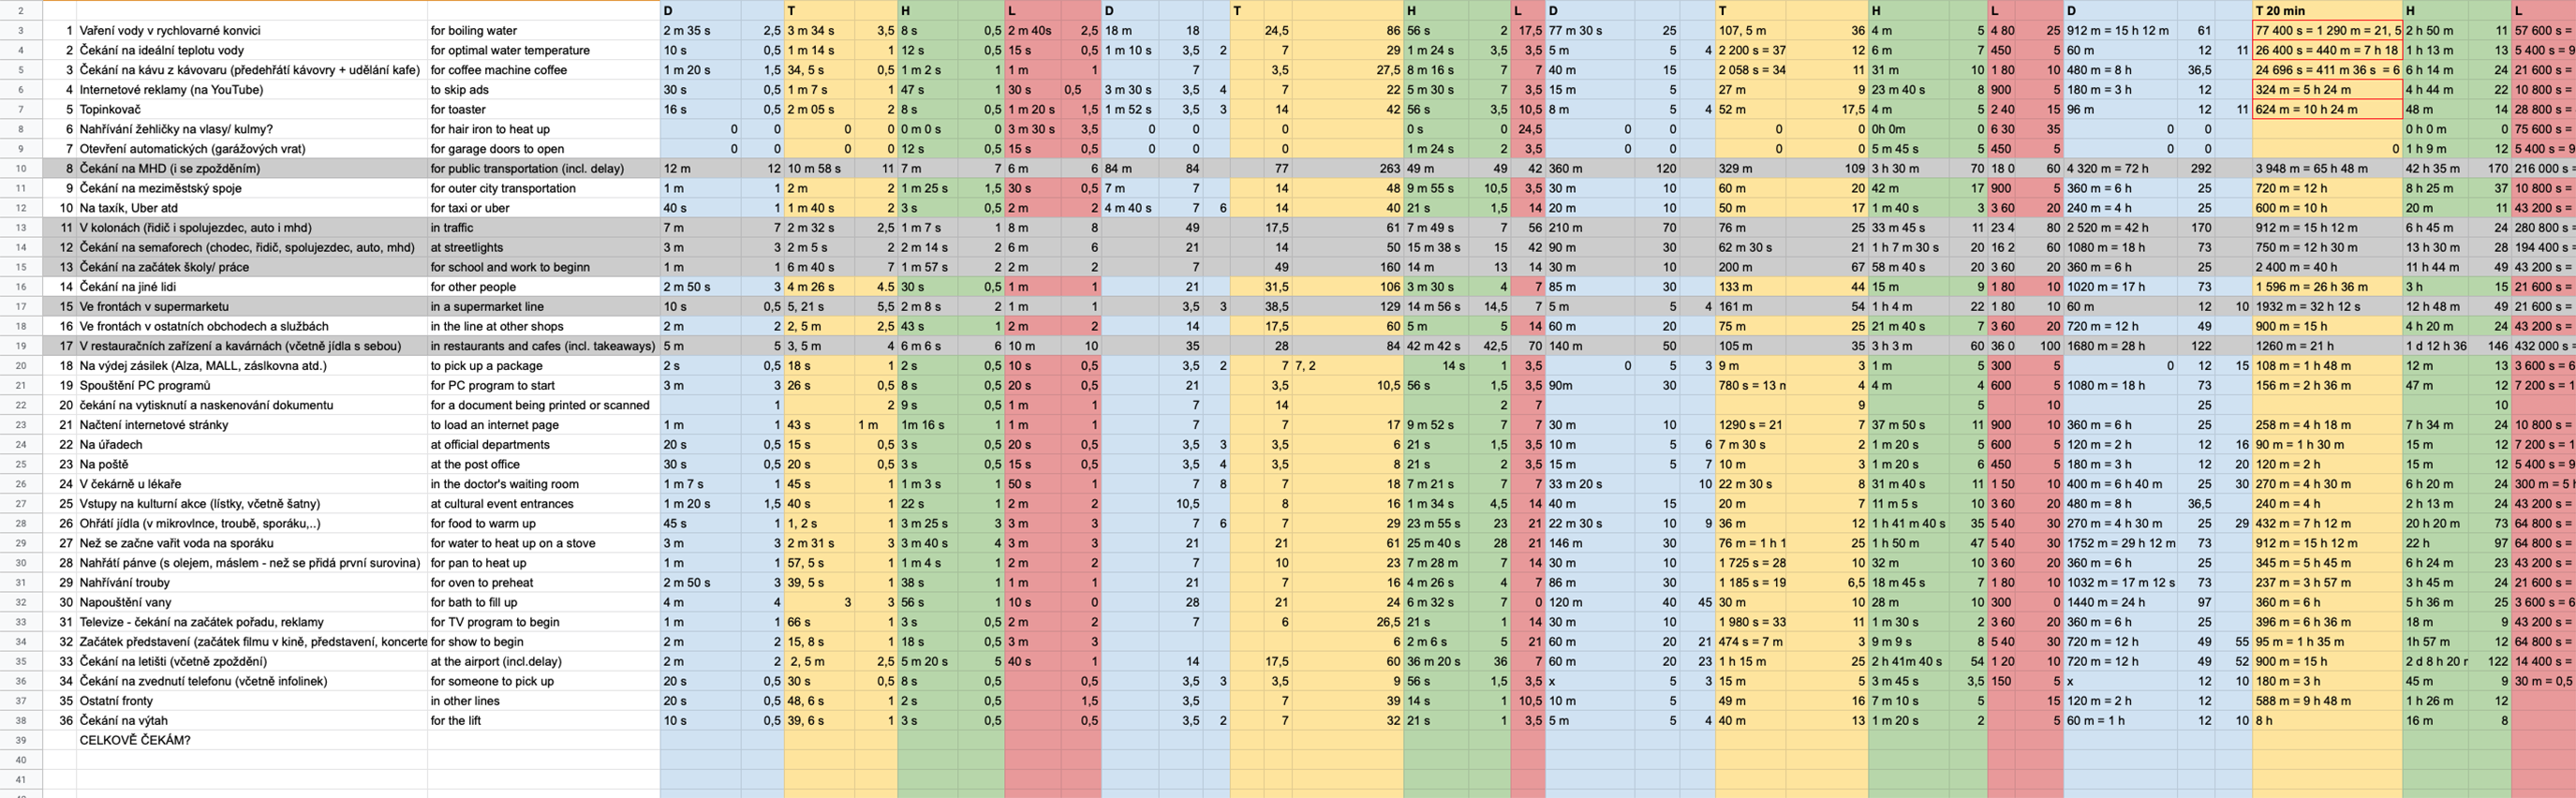 2 D T H L D T H L D T H L D T 20 min H L
3 1 Vaření vody v rychlovarné konvici for boiling water 2 m 35 s 2,5 3 m 34 s 3,5 8 s 0,5 2 m 40s 2,5 18 m 18 24,5 86 56 s 2 17,5 77 m 30 s 25 107, 5 m 36 4 m 5 4 80 25 912 m = 15 h 12 m 61 77 400 s = 1 290 m = 21, 5 2 h 50 m 11 57 600 s =
4 2 Čekání na ideální teplotu vody for optimal water temperature 10 s 0,5 1 m 14 s 1 12 s 0,5 15 s 0,5 1 m 10 s 3,5 2 7 29 1 m 24 s 3,5 3,5 5 m 5 4 2 200 s = 37 12 6 m 7 450 5 60 m 12 11 26 400 s = 440 m = 7 h 18 1 h 13 m 13 5 400 s = 9
5 3 Čekání na kávu z kávovaru (předehřátí kávovry + udělání kafe) for coffee machine coffee 1 m 20 s 1,5 34, 5 s 0,5 1 m 2 s 1 1 m 1 7 3,5 27,5 8 m 16 s 7 7 40 m 15 2 058 s = 34 11 31 m 10 1 80 10 480 m = 8 h 36,5 24 696 s = 411 m 36 s = 6 6 h 14 m 24 21 600 s =
6 4 Internetové reklamy (na YouTube) to skip ads 30 s 0,5 1 m 7 s 1 47 s 1 30 s 0,5 3 m 30 s 3,5 4 7 22 5 m 30 s 7 3,5 15 m 5 4 27 m 9 23 m 40 s 8 900 5 180 m = 3 h 12 324 m = 5 h 24 m 4 h 44 m 22 10 800 s =
7 5 Topinkovač for toaster 16 s 0,5 2 m 05 s 2 8 s 0,5 1 m 20 s 1,5 1 m 52 s 3,5 3 14 42 56 s 3,5 10,5 8 m 5 4 52 m 17,5 4 m 5 2 40 15 96 m 12 11 624 m = 10 h 24 m 48 m 14 28 800 s =
8 6 Nahřívání žehličky na vlasy/ kulmy? for hair iron to heat up 0 0 0 0 0 m 0 s 0 3 m 30 s 3,5 0 0 0 0 s 0 24,5 0 0 0 0 0h 0m 0 6 30 35 0 0 0 h 0 m 0 75 600 s =
9 7 Otevření automatických (garážových vrat) for garage doors to open 0 0 0 0 12 s 0,5 15 s 0,5 0 0 0 1 m 24 s 2 3,5 0 0 0 0 5 m 45 s 5 450 5 0 0 0 1 h 9 m 12 5 400 s = 9
10 8 Čekání na MHD (i se zpožděním) for public transportation (incl. delay) 12 m 12 10 m 58 s 11 7 m 7 6 m 6 84 m 84 77 263 49 m 49 42 360 m 120 329 m 109 3 h 30 m 70 18 0 60 4 320 m = 72 h 292 3 948 m = 65 h 48 m 42 h 35 m 170 216 000 s =
11 9 Čekání na meziměstský spoje for outer city transportation 1 m 1 2 m 2 1 m 25 s 1,5 30 s 0,5 7 m 7 14 48 9 m 55 s 10,5 3,5 30 m 10 60 m 20 42 m 17 900 5 360 m = 6 h 25 720 m = 12 h 8 h 25 m 37 10 800 s =
12 10 Na taxík, Uber atd for taxi or uber 40 s 1 1 m 40 s 2 3 s 0,5 2 m 2 4 m 40 s 7 6 14 40 21 s 1,5 14 20 m 10 50 m 17 1 m 40 s 3 3 60 20 240 m = 4 h 25 600 m = 10 h 20 m 11 43 200 s =
13 11 V kolonách (řidič i spolujezdec, auto i mhd) in traffic 7 m 7 2 m 32 s 2,5 1 m 7 s 1 8 m 8 49 17,5 61 7 m 49 s 7 56 210 m 70 76 m 25 33 m 45 s 11 23 4 80 2 520 m = 42 h 170 912 m = 15 h 12 m 6 h 45 m 24 280 800 s =
14 12 Čekání na semaforech (chodec, řidič, spolujezdec, auto, mhd) at streetlights 3 m 3 2 m 5 s 2 2 m 14 s 2 6 m 6 21 14 50 15 m 38 s 15 42 90 m 30 62 m 30 s 21 1 h 7 m 30 s 20 16 2 60 1080 m = 18 h 73 750 m = 12 h 30 m 13 h 30 m 28 194 400 s =
15 13 Čekání na začátek školy/ práce for school and work to beginn 1 m 1 6 m 40 s 7 1 m 57 s 2 2 m 2 7 49 160 14 m 13 14 30 m 10 200 m 67 58 m 40 s 20 3 60 20 360 m = 6 h 25 2 400 m = 40 h 11 h 44 m 49 43 200 s =
16 14 Čekání na jiné lidi for other people 2 m 50 s 3 4 m 26 s 4.5 30 s 0,5 1 m 1 21 31,5 106 3 m 30 s 4 7 85 m 30 133 m 44 15 m 9 1 80 10 1020 m = 17 h 73 1 596 m = 26 h 36 m 3 h 15 21 600 s =
17 15 Ve frontách v supermarketu in a supermarket line 10 s 0,5 5, 21 s 5,5 2 m 8 s 2 1 m 1 3,5 3 38,5 129 14 m 56 s 14,5 7 5 m 5 4 161 m 54 1 h 4 m 22 1 80 10 60 m 12 10 1932 m = 32 h 12 s 12 h 48 m 49 21 600 s =
18 16 Ve frontách v ostatních obchodech a službách in the line at other shops 2 m 2 2, 5 m 2,5 43 s 1 2 m 2 14 17,5 60 5 m 5 14 60 m 20 75 m 25 21 m 40 s 7 3 60 20 720 m = 12 h 49 900 m = 15 h 4 h 20 m 24 43 200 s =
19 17 V restauračních zařízení a kavárnách (včetně jídla s sebou) in restaurants and cafes (incl. takeaways) 5 m 5 3, 5 m 4 6 m 6 s 6 10 m 10 35 28 84 42 m 42 s 42,5 70 140 m 50 105 m 35 3 h 3 m 60 36 0 100 1680 m = 28 h 122 1260 m = 21 h 1 d 12 h 36 146 432 000 s =
20 18 Na výdej zásilek (Alza, MALL, záslkovna atd.) to pick up a package 2 s 0,5 18 s 1 2 s 0,5 10 s 0,5 3,5 2 7 7, 2 14 s 1 3,5 0 5 3 9 m 3 1 m 5 300 5 0 12 15 108 m = 1 h 48 m 12 m 13 3 600 s = 6
21 19 Spouštění PC programů for PC program to start 3 m 3 26 s 0,5 8 s 0,5 20 s 0,5 21 3,5 10,5 56 s 1,5 3,5 90m 30 780 s = 13 m 4 4 m 4 600 5 1080 m = 18 h 73 156 m = 2 h 36 m 47 m 12 7 200 s = 1
22 20 čekání na vytisknutí a naskenování dokumentu for a document being printed or scanned 1 2 9 s 0,5 1 m 1 7 14 2 7 9 5 10 25 10
23 21 Načtení internetové stránky to load an internet page 1 m 1 43 s 1 m 1m 16 s 1 1 m 1 7 7 17 9 m 52 s 7 7 30 m 10 1290 s = 21 7 37 m 50 s 11 900 5 360 m = 6 h 25 258 m = 4 h 18 m 7 h 34 m 24 10 800 s =
24 22 Na úřadech at official departments 20 s 0,5 15 s 0,5 3 s 0,5 20 s 0,5 3,5 3 3,5 6 21 s 1,5 3,5 10 m 5 6 7 m 30 s 2 1 m 20 s 5 600 5 120 m = 2 h 12 16 90 m = 1 h 30 m 15 m 12 7 200 s = 1
25 23 Na poště at the post office 30 s 0,5 20 s 0,5 3 s 0,5 15 s 0,5 3,5 4 3,5 8 21 s 2 3,5 15 m 5 7 10 m 3 1 m 20 s 6 450 5 180 m = 3 h 12 20 120 m = 2 h 15 m 12 5 400 s = 9
26 24 V čekárně u lékaře in the doctor's waiting room 1 m 7 s 1 45 s 1 1 m 3 s 1 50 s 1 7 8 7 18 7 m 21 s 7 7 33 m 20 s 10 22 m 30 s 8 31 m 40 s 11 1 50 10 400 m = 6 h 40 m 25 30 270 m = 4 h 30 m 6 h 20 m 24 300 m = 5 h
27 25 Vstupy na kulturní akce (lístky, včetně šatny) at cultural event entrances 1 m 20 s 1,5 40 s 1 22 s 1 2 m 2 10,5 8 16 1 m 34 s 4,5 14 40 m 15 20 m 7 11 m 5 s 10 3 60 20 480 m = 8 h 36,5 240 m = 4 h 2 h 13 m 24 43 200 s =
28 26 Ohřátí jídla (v mikrovlnce, troubě, sporáku,..) for food to warm up 45 s 1 1, 2 s 1 3 m 25 s 3 3 m 3 7 6 7 29 23 m 55 s 23 21 22 m 30 s 10 9 36 m 12 1 h 41 m 40 s 35 5 40 30 270 m = 4 h 30 m 25 29 432 m = 7 h 12 m 20 h 20 m 73 64 800 s =
29 27 Než se začne vařit voda na sporáku for water to heat up on a stove 3 m 3 2 m 31 s 3 3 m 40 s 4 3 m 3 21 21 61 25 m 40 s 28 21 146 m 30 76 m = 1 h 1 25 1 h 50 m 47 5 40 30 1752 m = 29 h 12 m 73 912 m = 15 h 12 m 22 h 97 64 800 s =
30 28 Nahřátí pánve (s olejem, máslem - než se přidá první surovina) for pan to heat up 1 m 1 57, 5 s 1 1 m 4 s 1 2 m 2 7 10 23 7 m 28 m 7 14 30 m 10 1 725 s = 28 10 32 m 10 3 60 20 360 m = 6 h 25 345 m = 5 h 45 m 6 h 24 m 23 43 200 s =
31 29 Nahřívání trouby for oven to preheat 2 m 50 s 3 39, 5 s 1 38 s 1 1 m 1 21 7 16 4 m 26 s 4 7 86 m 30 1 185 s = 19 6,5 18 m 45 s 7 1 80 10 1032 m = 17 m 12 s 73 237 m = 3 h 57 m 3 h 45 m 24 21 600 s =
32 30 Napouštění vany for bath to fill up 4 m 4 3 3 56 s 1 10 s 0 28 21 24 6 m 32 s 7 0 120 m 40 45 30 m 10 28 m 10 300 0 1440 m = 24 h 97 360 m = 6 h 5 h 36 m 25 3 600 s = 6
33 31 Televize - čekání na začátek pořadu, reklamy for TV program to begin 1 m 1 66 s 1 3 s 0,5 2 m 2 7 6 26,5 21 s 1 14 30 m 10 1 980 s = 33 11 1 m 30 s 2 3 60 20 360 m = 6 h 25 396 m = 6 h 36 m 18 m 9 43 200 s =
34 32 Začátek představení (začátek filmu v kině, představení, koncerte for show to begin 2 m 2 15, 8 s 1 18 s 0,5 3 m 3 6 2 m 6 s 5 21 60 m 20 21 474 s = 7 m 3 9 m 9 s 8 5 40 30 720 m = 12 h 49 55 95 m = 1 h 35 m 1h 57 m 12 64 800 s =
35 33 Čekání na letišti (včetně zpoždění) at the airport (incl.delay) 2 m 2 2, 5 m 2,5 5 m 20 s 5 40 s 1 14 17,5 60 36 m 20 s 36 7 60 m 20 23 1 h 15 m 25 2 h 41m 40 s 54 1 20 10 720 m = 12 h 49 52 900 m = 15 h 2 d 8 h 20 r 122 14 400 s =
36 34 Čekání na zvednutí telefonu (včetně infolinek) for someone to pick up 20 s 0,5 30 s 0,5 8 s 0,5 0,5 3,5 3 3,5 9 56 s 1,5 3,5 x 5 3 15 m 5 3 m 45 s 3,5 150 5 x 12 10 180 m = 3 h 45 m 9 30 m = 0,5
37 35 Ostatní fronty in other lines 20 s 0,5 48, 6 s 1 2 s 0,5 1,5 3,5 7 39 14 s 1 10,5 10 m 5 49 m 16 7 m 10 s 5 15 120 m = 2 h 12 588 m = 9 h 48 m 1 h 26 m 12
38 36 Čekání na výtah for the lift 10 s 0,5 39, 6 s 1 3 s 0,5 0,5 3,5 2 7 32 21 s 1 3,5 5 m 5 4 40 m 13 1 m 20 s 2 5 60 m = 1 h 12 10 8 h 16 m 8
39 CELKOVĚ ČEKÁM?
40
41